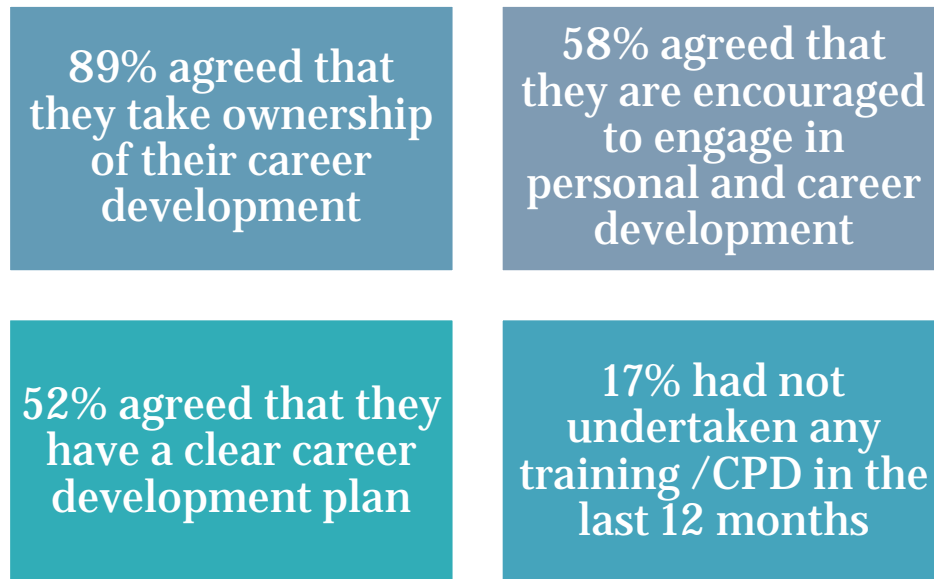 89% agreed that
they take ownership
of their career
development
58% agreed that
they are encouraged
to engage in
personal and career
development
52% agreed that they
have a clear career
development plan
17% had not
undertaken any
training /CPD in the
last 12 months